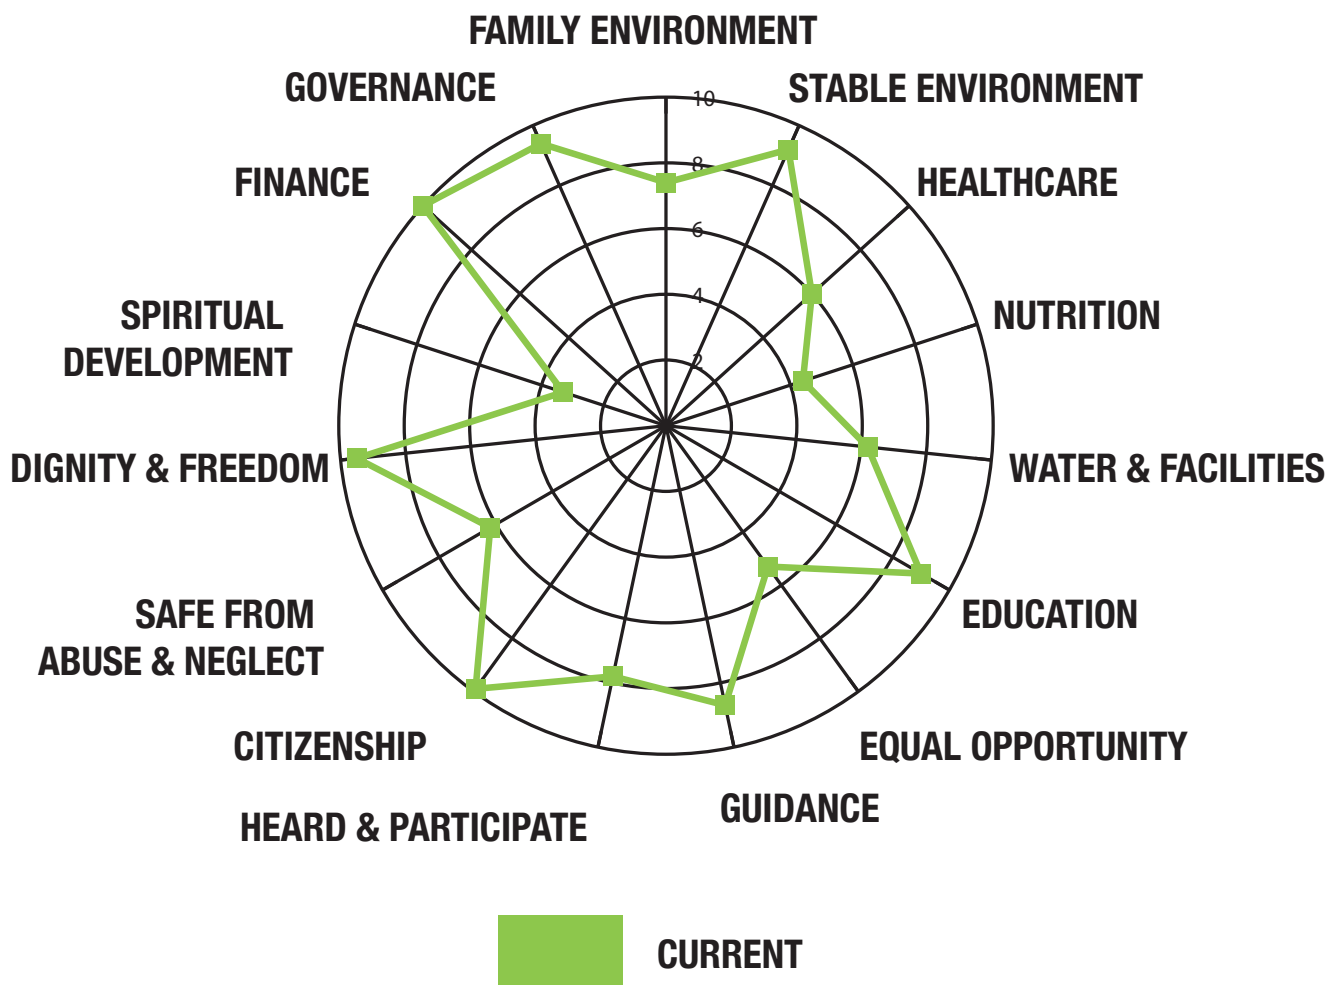 FAMILY ENVIRONMENT
GOVERNANCE
STABLE ENVIRONMENT
10
FINANCE
8
HEALTHCARE
6
SPIRITUAL
DEVELOPMENT
4
NUTRITION
2
DIGNITY & FREEDOM
WATER & FACILITIES
SAFE FROM
ABUSE & NEGLECT
EDUCATION
CITIZENSHIP
EQUAL OPPORTUNITY
HEARD & PARTICIPATE
GUIDANCE
CURRENT